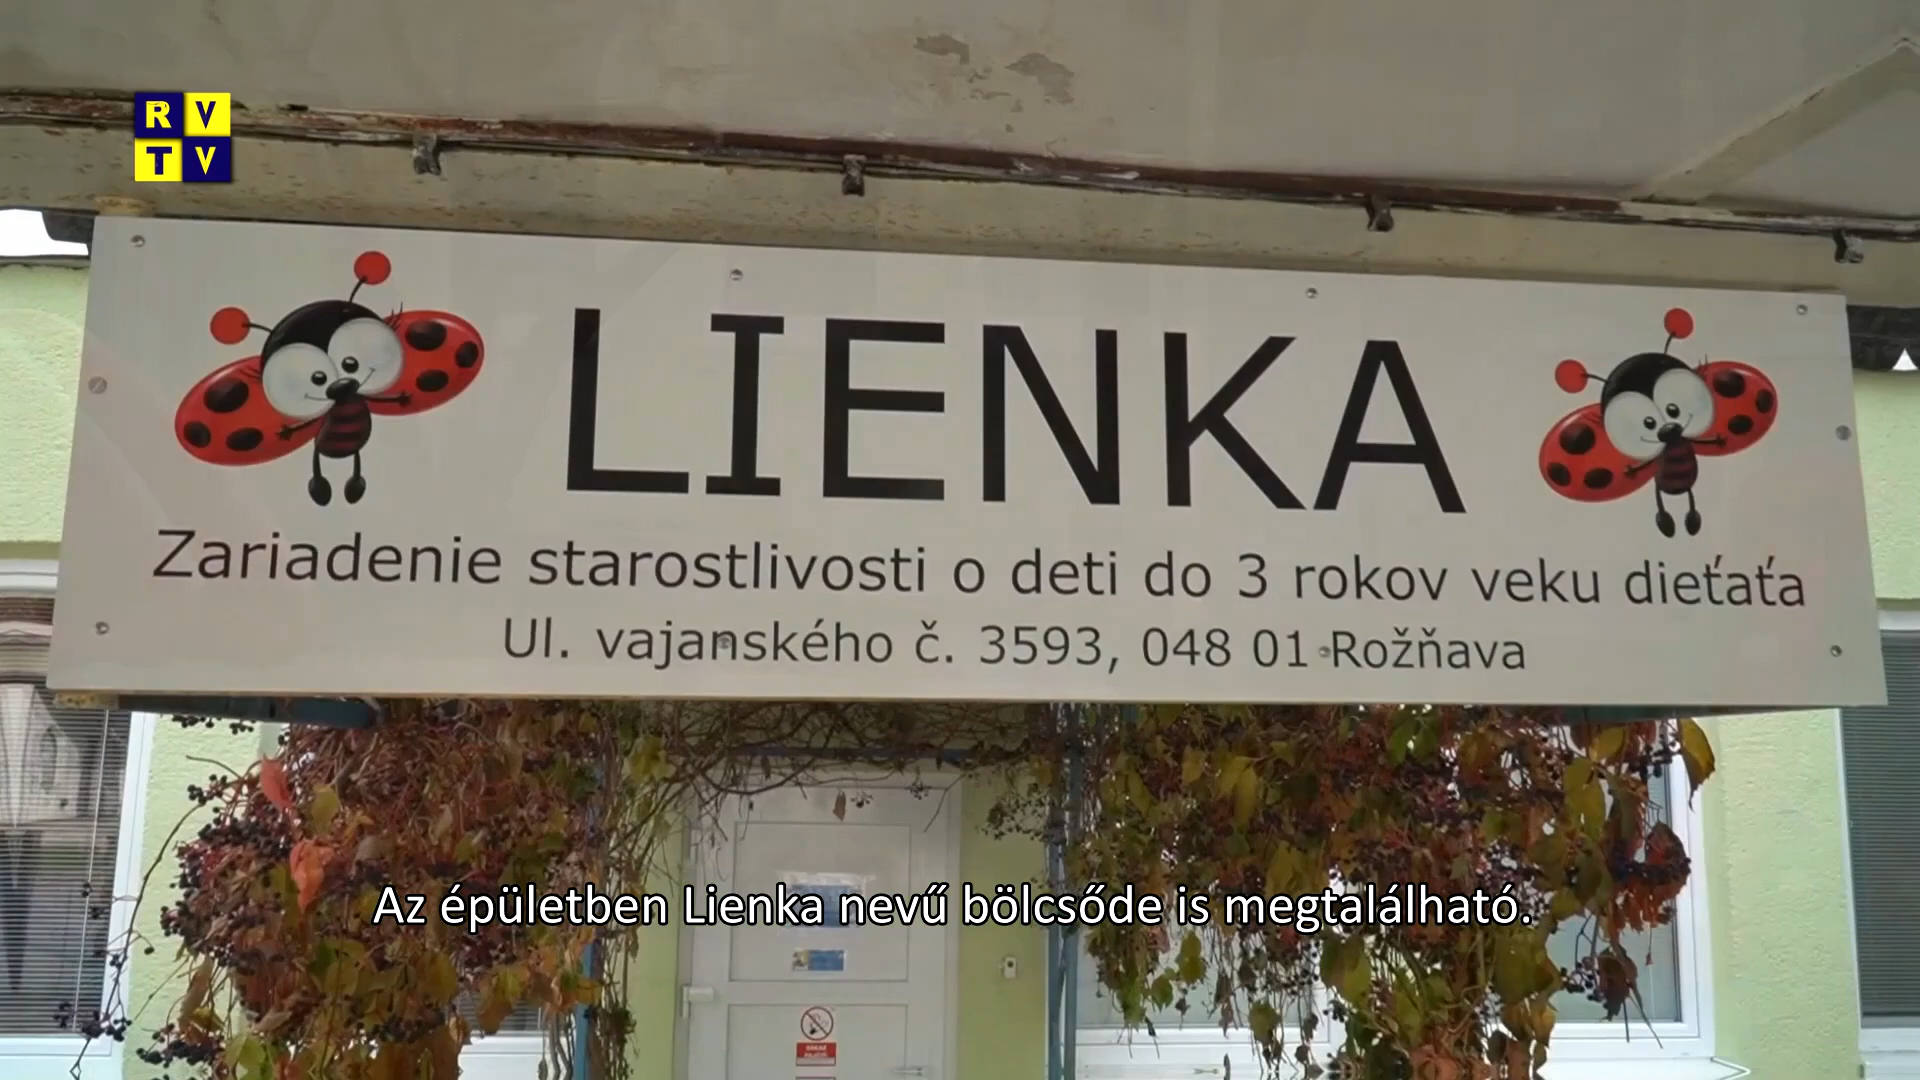 RV
TV
LIENKA
Zariadenie starostlivosti o deti do 3 rokov veku dieťaťa
Ul. vajanského č. 3593, 048 01 Rožňava
Az épületben Lienka nevű bölcsőde is megtalálható.